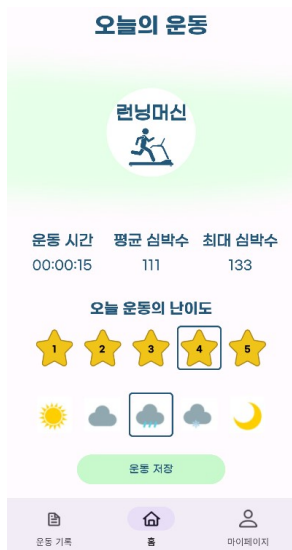 오늘의 운동
런닝머신
운동 시간 평균 심박수 최대 심박수
00:00:15 111 133
오늘 운동의 난이도
1 2 3 4 5
운동 저장
운동 기록 홈 마이페이지